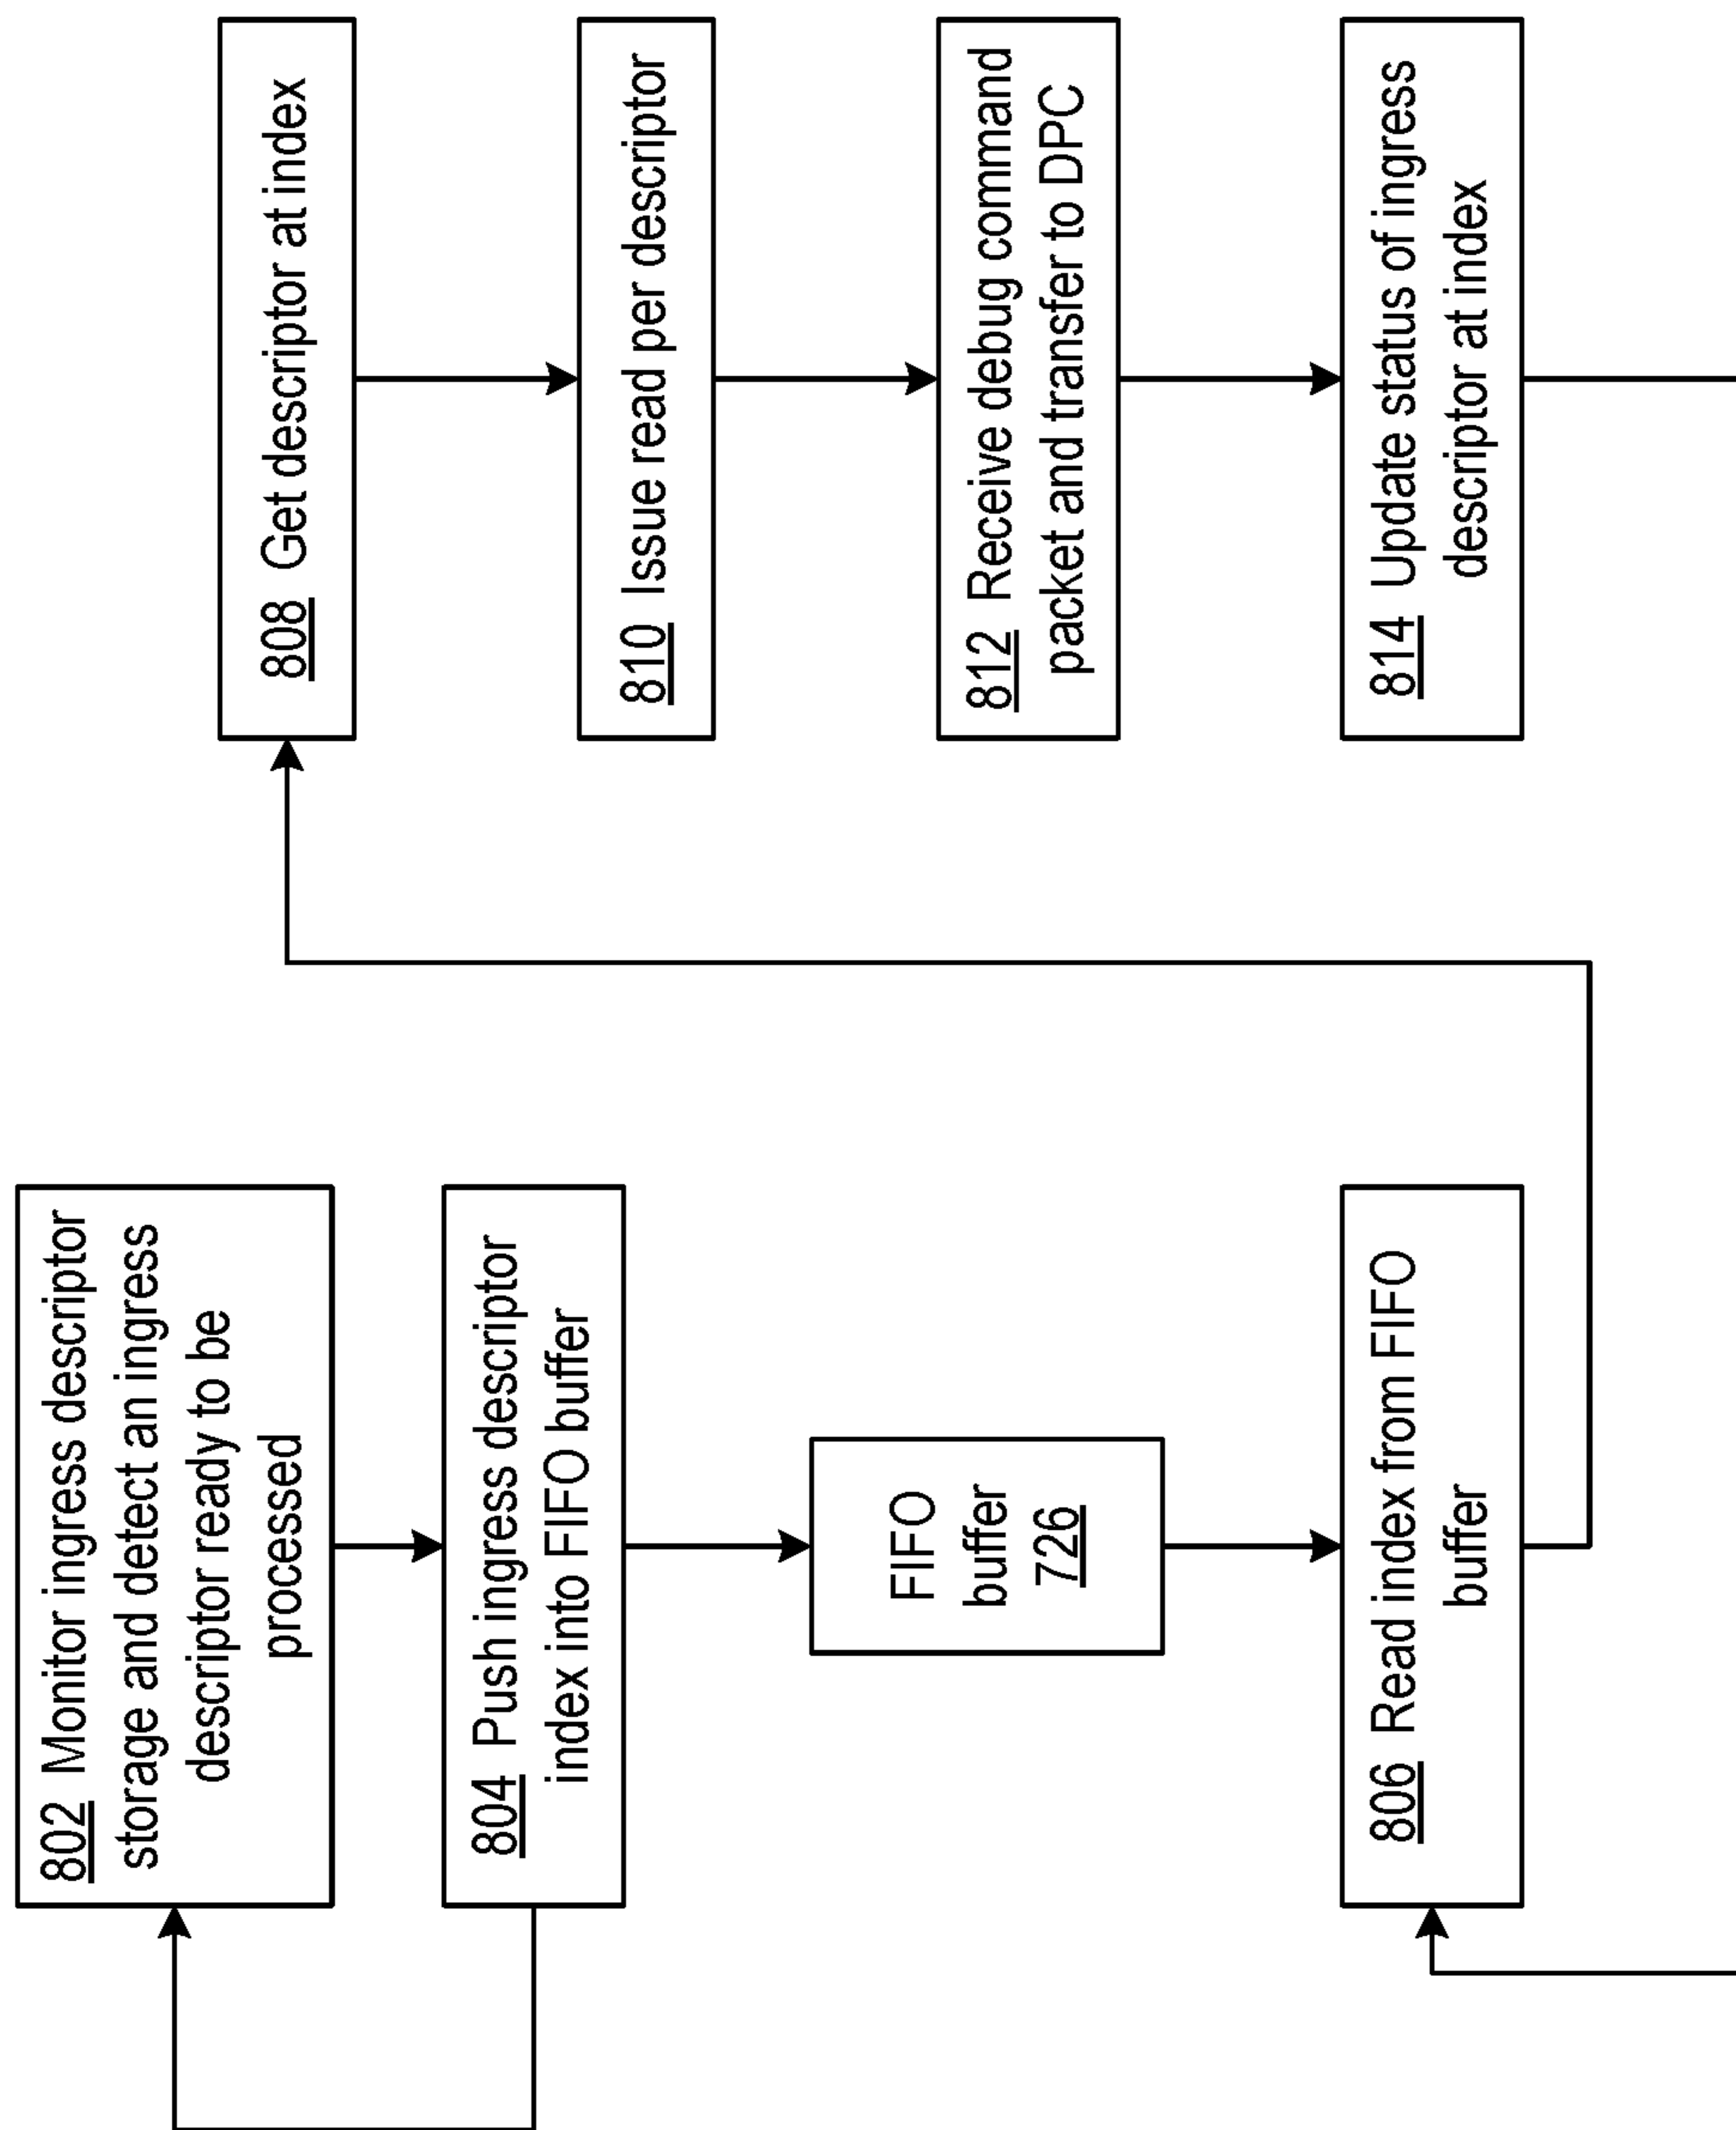 802 Monitor ingress descriptor
storage and detect an ingress
descriptor ready to be
processed
804 Push ingress descriptor
index into FIFO buffer
FIFO
buffer
726
806 Read index from FIFO
buffer
808 Get descriptor at index
810 Issue read per descriptor
812 Receive debug command
packet and transfer to DPC
814 Update status of ingress
descriptor at index